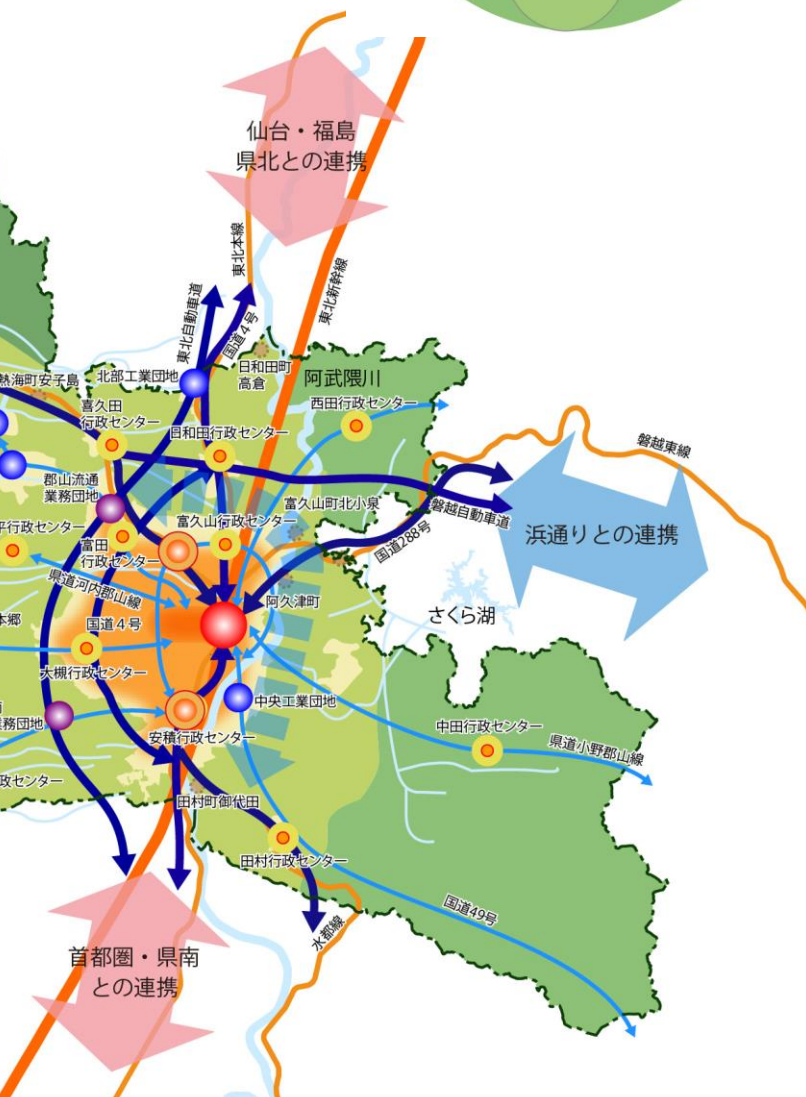 仙台・福島
県北との連携
東北本線
東北新幹線
東北自動車道
国道4号
日和田町
高倉
阿武隈川
熱海町安子島
北部工業団地
喜久田
行政センター
日和田行政センター
西田行政センター
磐越東線
郡山流通
業務団地
富久山町北小泉
磐越自動車道
浜通りとの連携
平行政センター
富田
行政センター
富久山行政センター
国道288号
県道河内郡山線
阿久津町
さくら湖
本郷
国道4号
大槻行政センター
務団地
中央工業団地
中田行政センター
県道小野郡山線
安積行政センター
政センター
田村町御代田
田村行政センター
国道49号
水都線
首都圏・県南
との連携